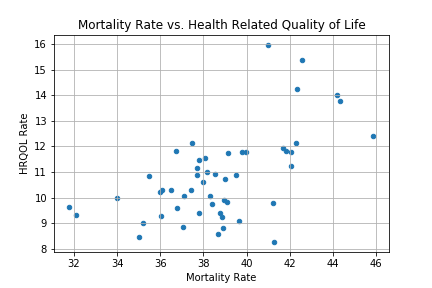 Mortality Rate vs. Health Related Quality of Life
16
15
14
13
12
11
10
9
8
HRQOL Rate
32 34 36 38 40 42 44 46
Mortality Rate